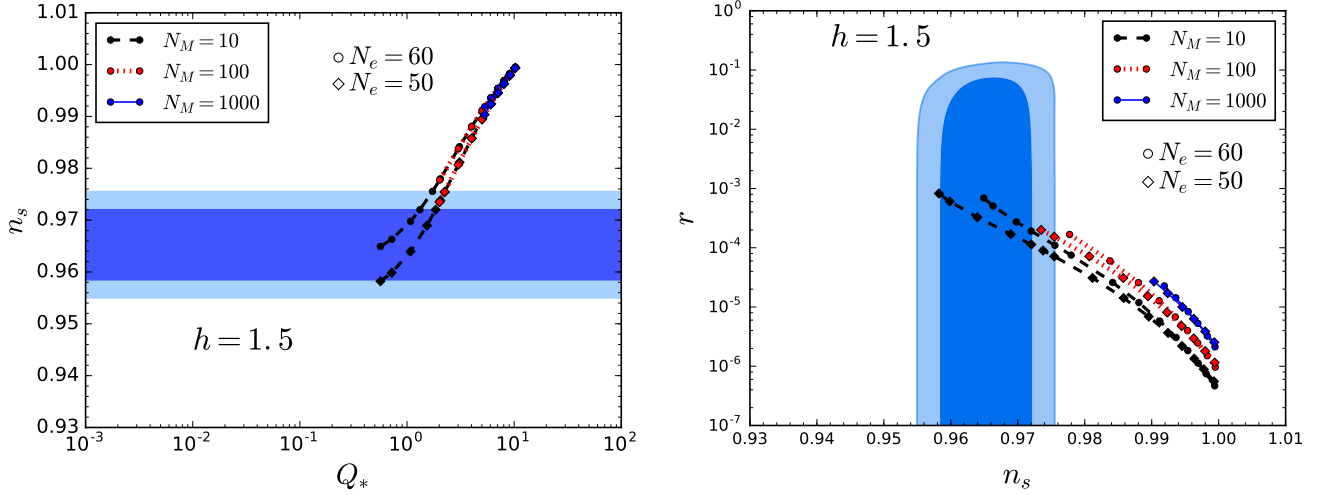 1.00
0.99
0.98
0.97
0.96
0.95
0.94
0.93
n_s
N_M = 10
N_M = 100
N_M = 1000
N_e = 60
N_e = 50
h = 1.5
10^-3
10^-2
10^-1
10^0
10^1
10^2
Q_*
10^0
10^-1
10^-2
10^-3
10^-4
10^-5
10^-6
10^-7
r
h = 1.5
N_M = 10
N_M = 100
N_M = 1000
N_e = 60
N_e = 50
0.93 0.94 0.95 0.96 0.97 0.98 0.99 1.00 1.01
n_s